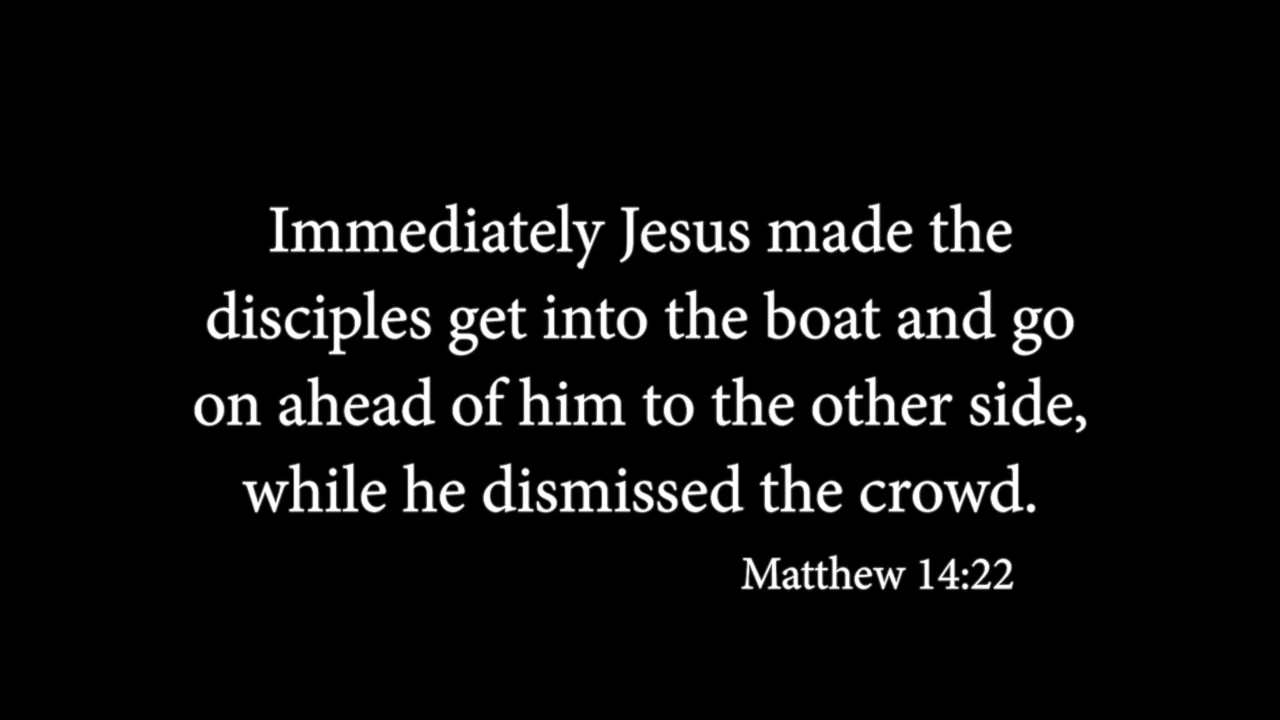 Immediately Jesus made the
disciples get into the boat and go
on ahead of him to the other side,
while he dismissed the crowd.
Matthew 14:22